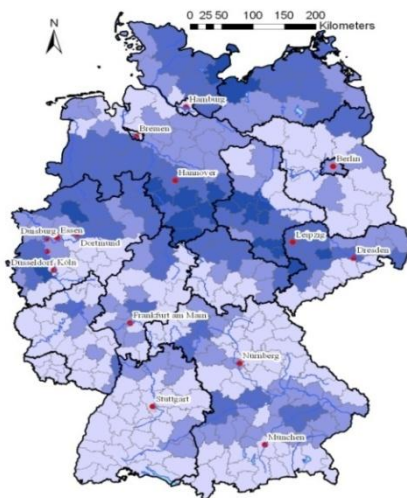 N
0 25 50 100 150 200
Kilometers
Hamburg
Bremen
Berlin
Hannover
Duisburg Essen
Dortmund
Leipzig
Dresden
Düsseldorf Köln
Frankfurt am Main
Nürnberg
Stuttgart
München